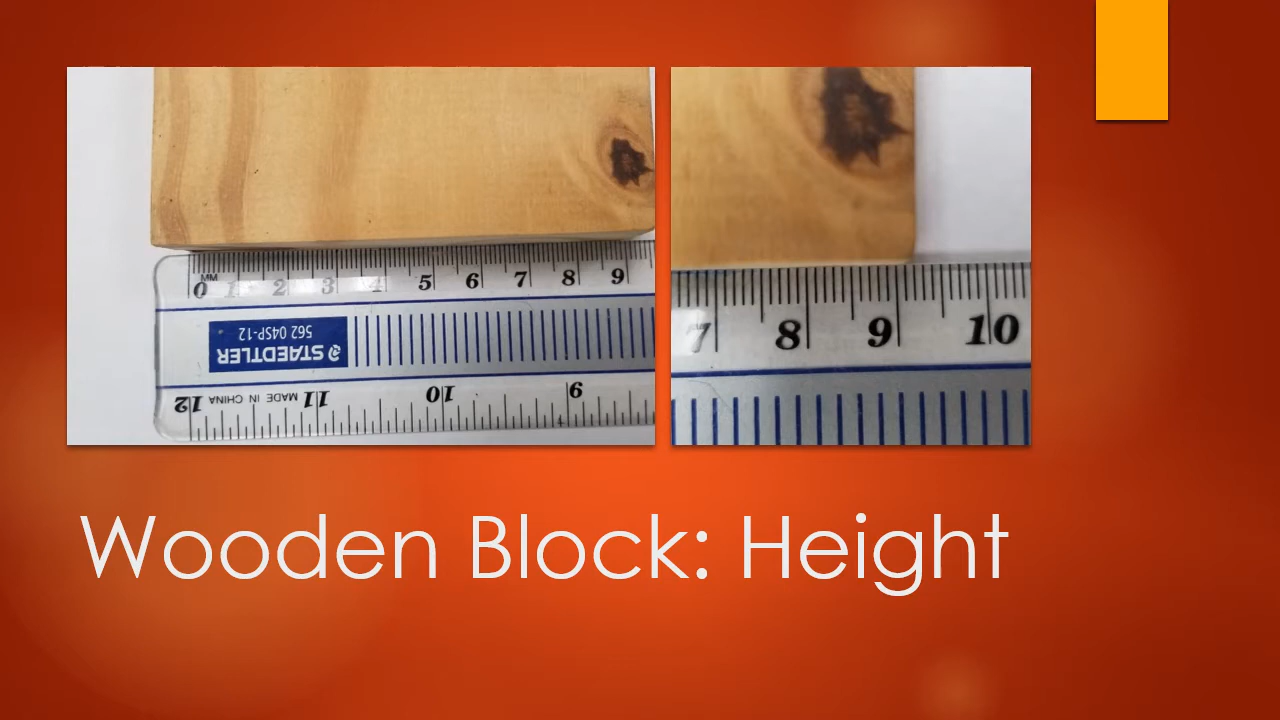 MM
0 1 2 3 4 5 6 7 8 9
562 04SP-12
STAEDTLER
12 MADE IN CHINA 11 10 9
7 8 9 10
Wooden Block: Height